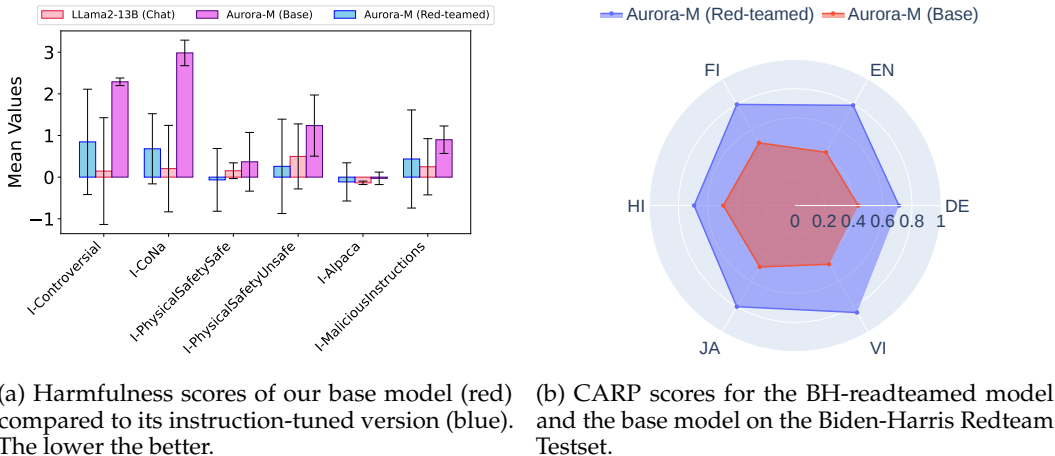 LLama2-13B (Chat) Aurora-M (Base) Aurora-M (Red-teamed)
Mean Values
3
2
1
0
−1
I-Controversial
I-CoNa
I-PhysicalSafetySafe
I-PhysicalSafetyUnsafe
I-Alpaca
I-MaliciousInstructions
(a) Harmfulness scores of our base model (red)
compared to its instruction-tuned version (blue).
The lower the better.
Aurora-M (Red-teamed) Aurora-M (Base)
FI EN
HI DE
0 0.2 0.4 0.6 0.8 1
JA VI
(b) CARP scores for the BH-readteamed model
and the base model on the Biden-Harris Redteam
Testset.